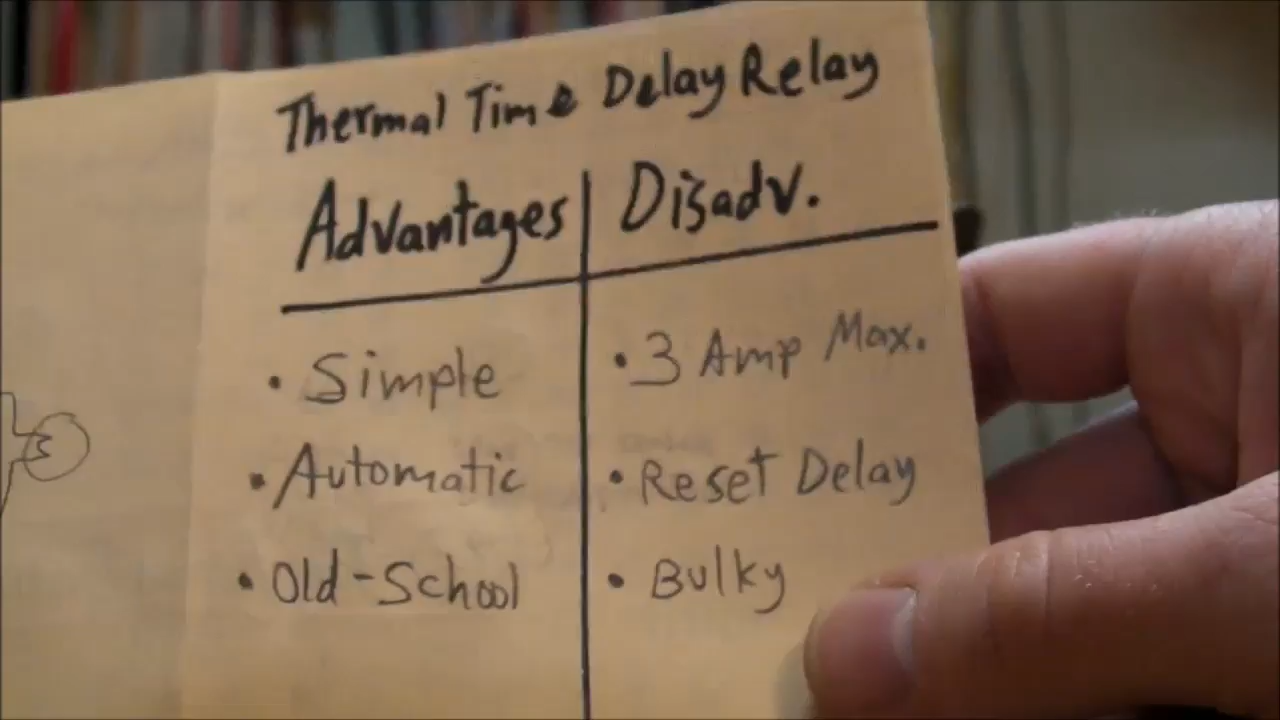 Thermal Time Delay Relay
Advantages Disadv.
• Simple • 3 Amp Max.
• Automatic • Reset Delay
• Old-School • Bulky